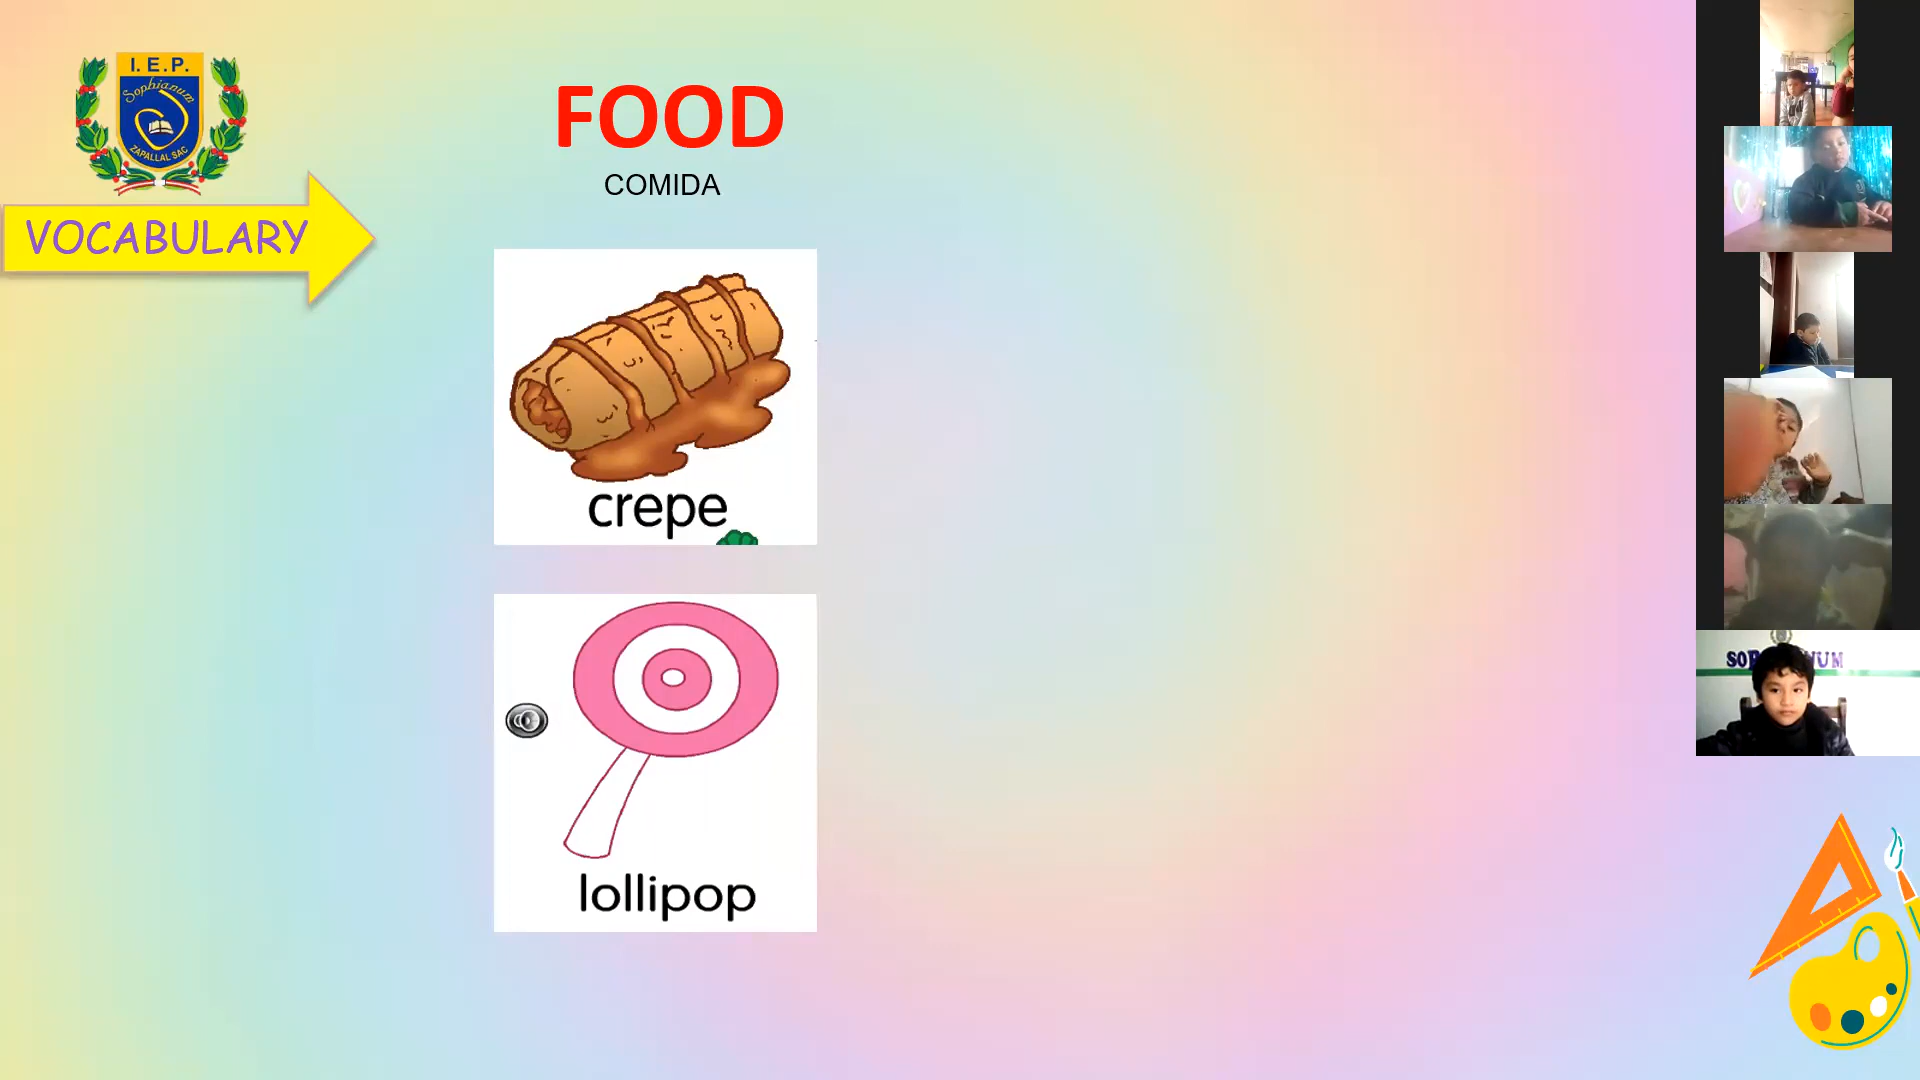 I.E.P.
Sophianum
ZAPALLAL SAC
VOCABULARY
FOOD
COMIDA
crepe
lollipop